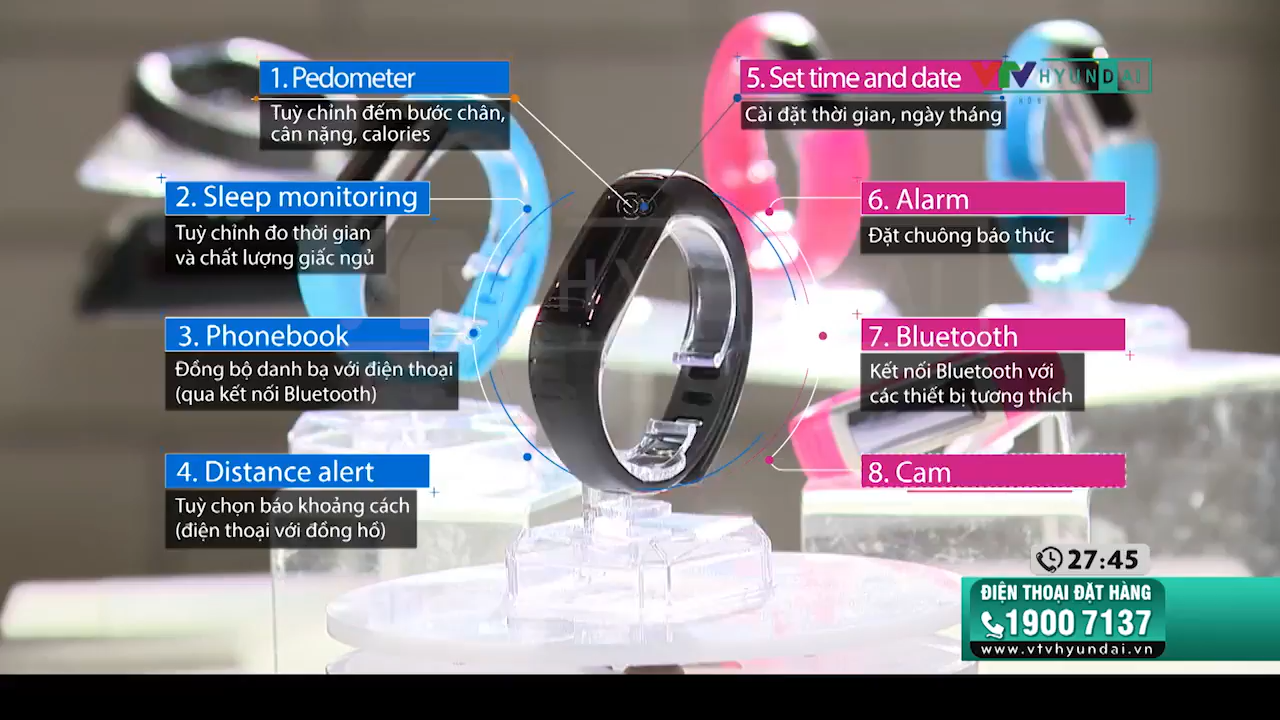 1. Pedometer
Tuỳ chỉnh đếm bước chân,
cân nặng, calories
2. Sleep monitoring
Tuỳ chỉnh đo thời gian
và chất lượng giấc ngủ
3. Phonebook
Đồng bộ danh bạ với điện thoại
(qua kết nối Bluetooth)
4. Distance alert
Tuỳ chọn báo khoảng cách
(điện thoại với đồng hồ)
5. Set time and date
VTV HYUNDAI
Cài đặt thời gian, ngày tháng
6. Alarm
Đặt chuông báo thức
7. Bluetooth
Kết nối Bluetooth với
các thiết bị tương thích
8. Cam
27:45
ĐIỆN THOẠI ĐẶT HÀNG
1900 7137
www.vtvhyundai.vn